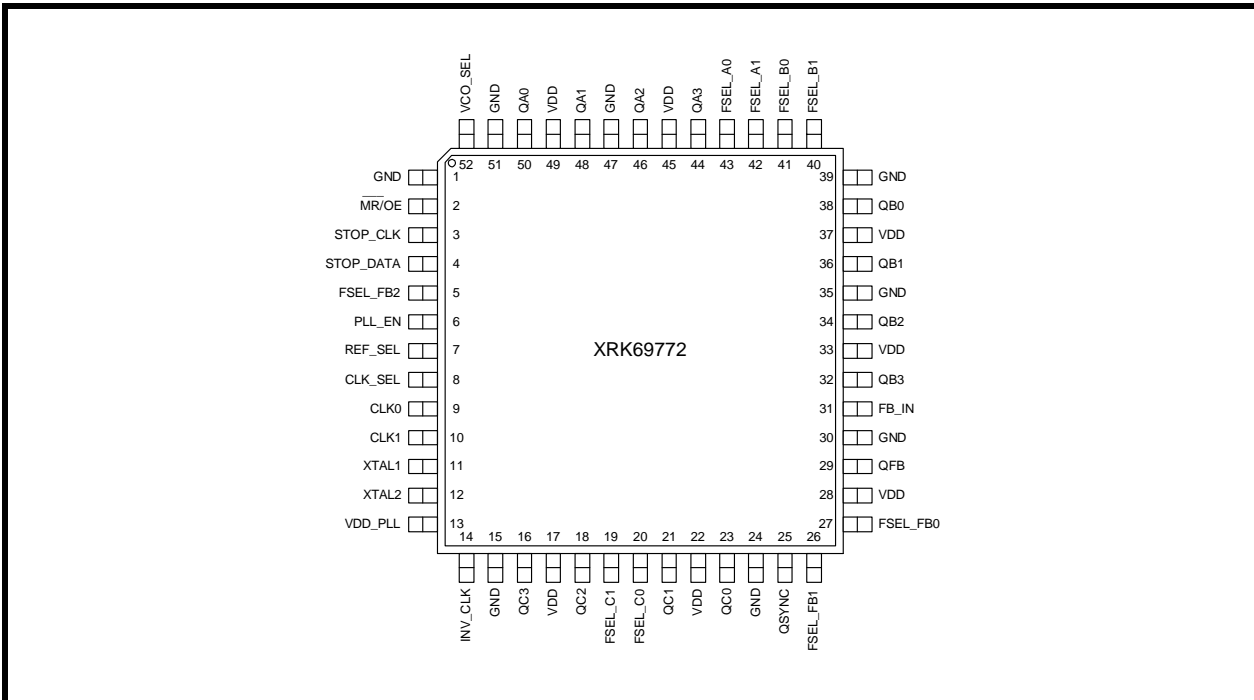 VCO_SEL
GND
QA0
VDD
QA1
GND
QA2
VDD
QA3
FSEL_A0
FSEL_A1
FSEL_B0
FSEL_B1
52 51 50 49 48 47 46 45 44 43 42 41 40
GND 1
MR/OE 2
STOP_CLK 3
STOP_DATA 4
FSEL_FB2 5
PLL_EN 6
REF_SEL 7
CLK_SEL 8
CLK0 9
CLK1 10
XTAL1 11
XTAL2 12
VDD_PLL 13
XRK69772
39 GND
38 QB0
37 VDD
36 QB1
35 GND
34 QB2
33 VDD
32 QB3
31 FB_IN
30 GND
29 QFB
28 VDD
27 FSEL_FB0
14 15 16 17 18 19 20 21 22 23 24 25 26
INV_CLK
GND
QC3
VDD
QC2
FSEL_C1
FSEL_C0
QC1
VDD
QC0
GND
QSYNC
FSEL_FB1